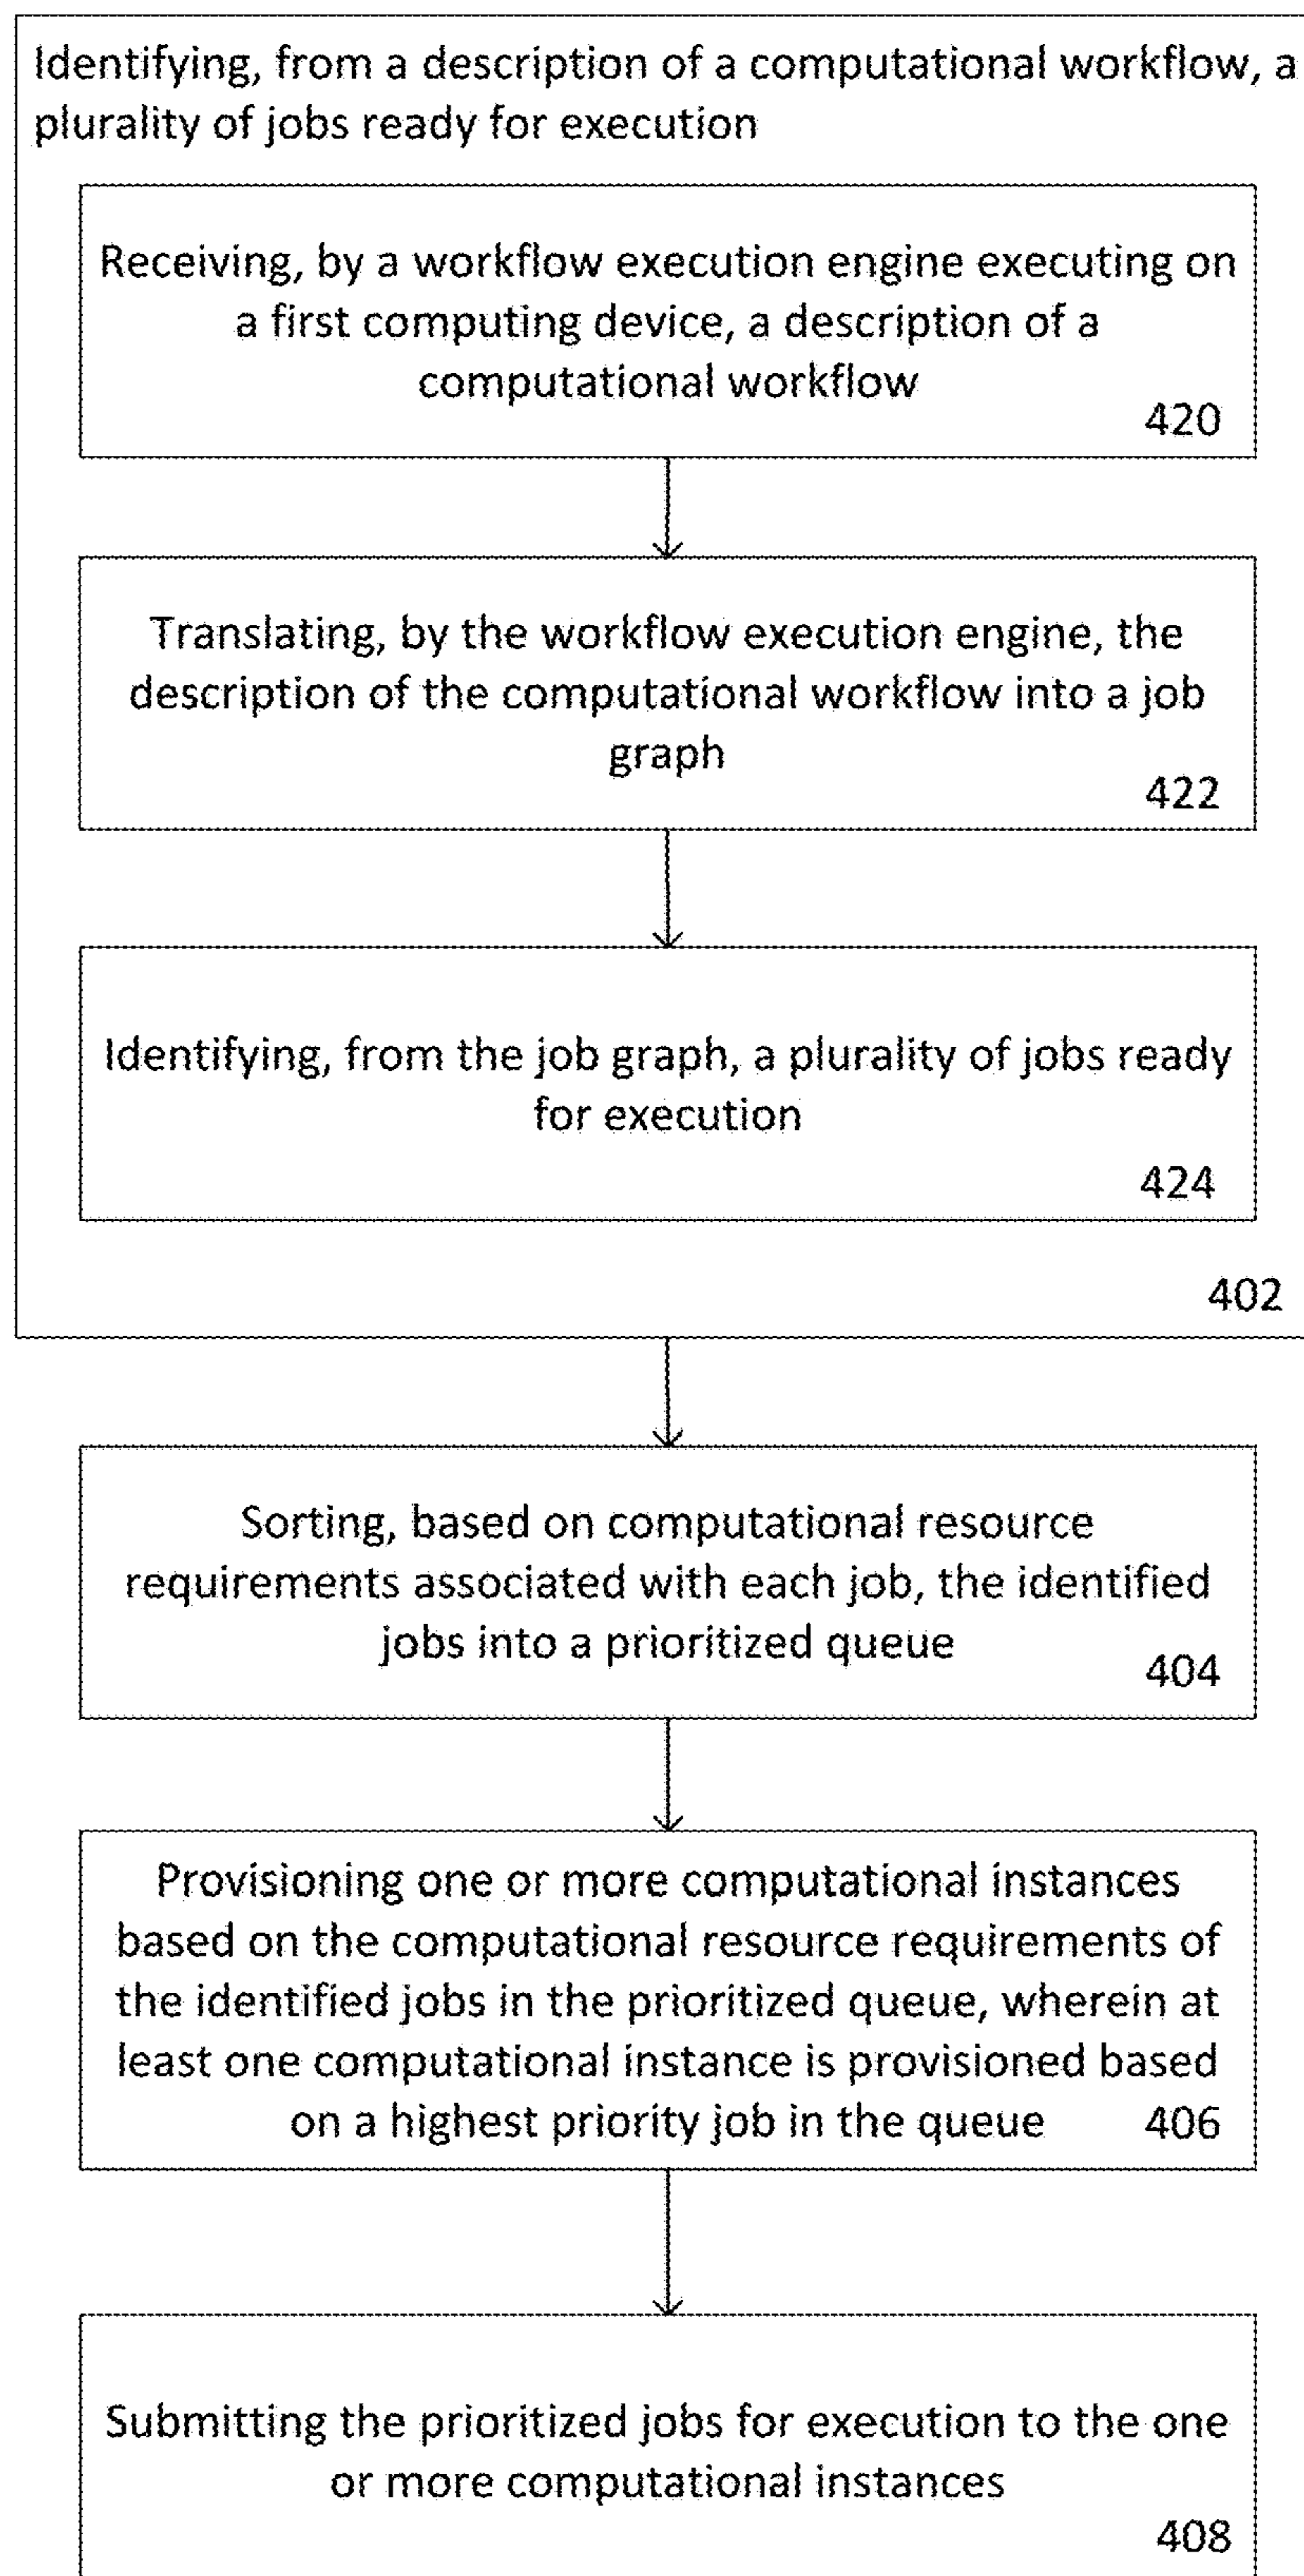 Identifying, from a description of a computational workflow, a
plurality of jobs ready for execution
Receiving, by a workflow execution engine executing on
a first computing device, a description of a
computational workflow
420
Translating, by the workflow execution engine, the
description of the computational workflow into a job
graph
422
Identifying, from the job graph, a plurality of jobs ready
for execution
424
402
Sorting, based on computational resource
requirements associated with each job, the identified
jobs into a prioritized queue
404
Provisioning one or more computational instances
based on the computational resource requirements of
the identified jobs in the prioritized queue, wherein at
least one computational instance is provisioned based
on a highest priority job in the queue 406
Submitting the prioritized jobs for execution to the one
or more computational instances
408